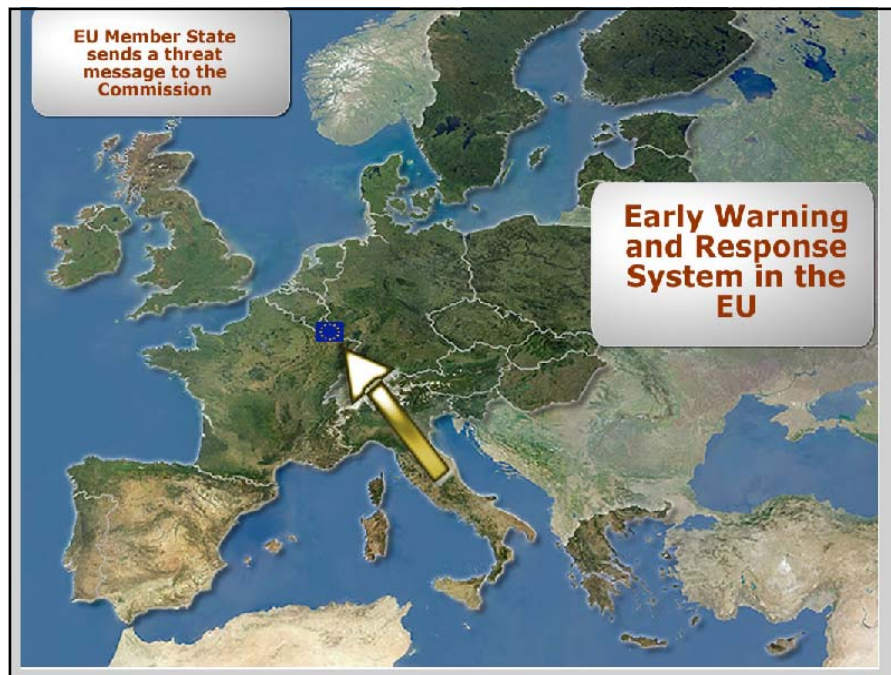 EU Member State
sends a threat
message to the
Commission
Early Warning
and Response
System in the
EU